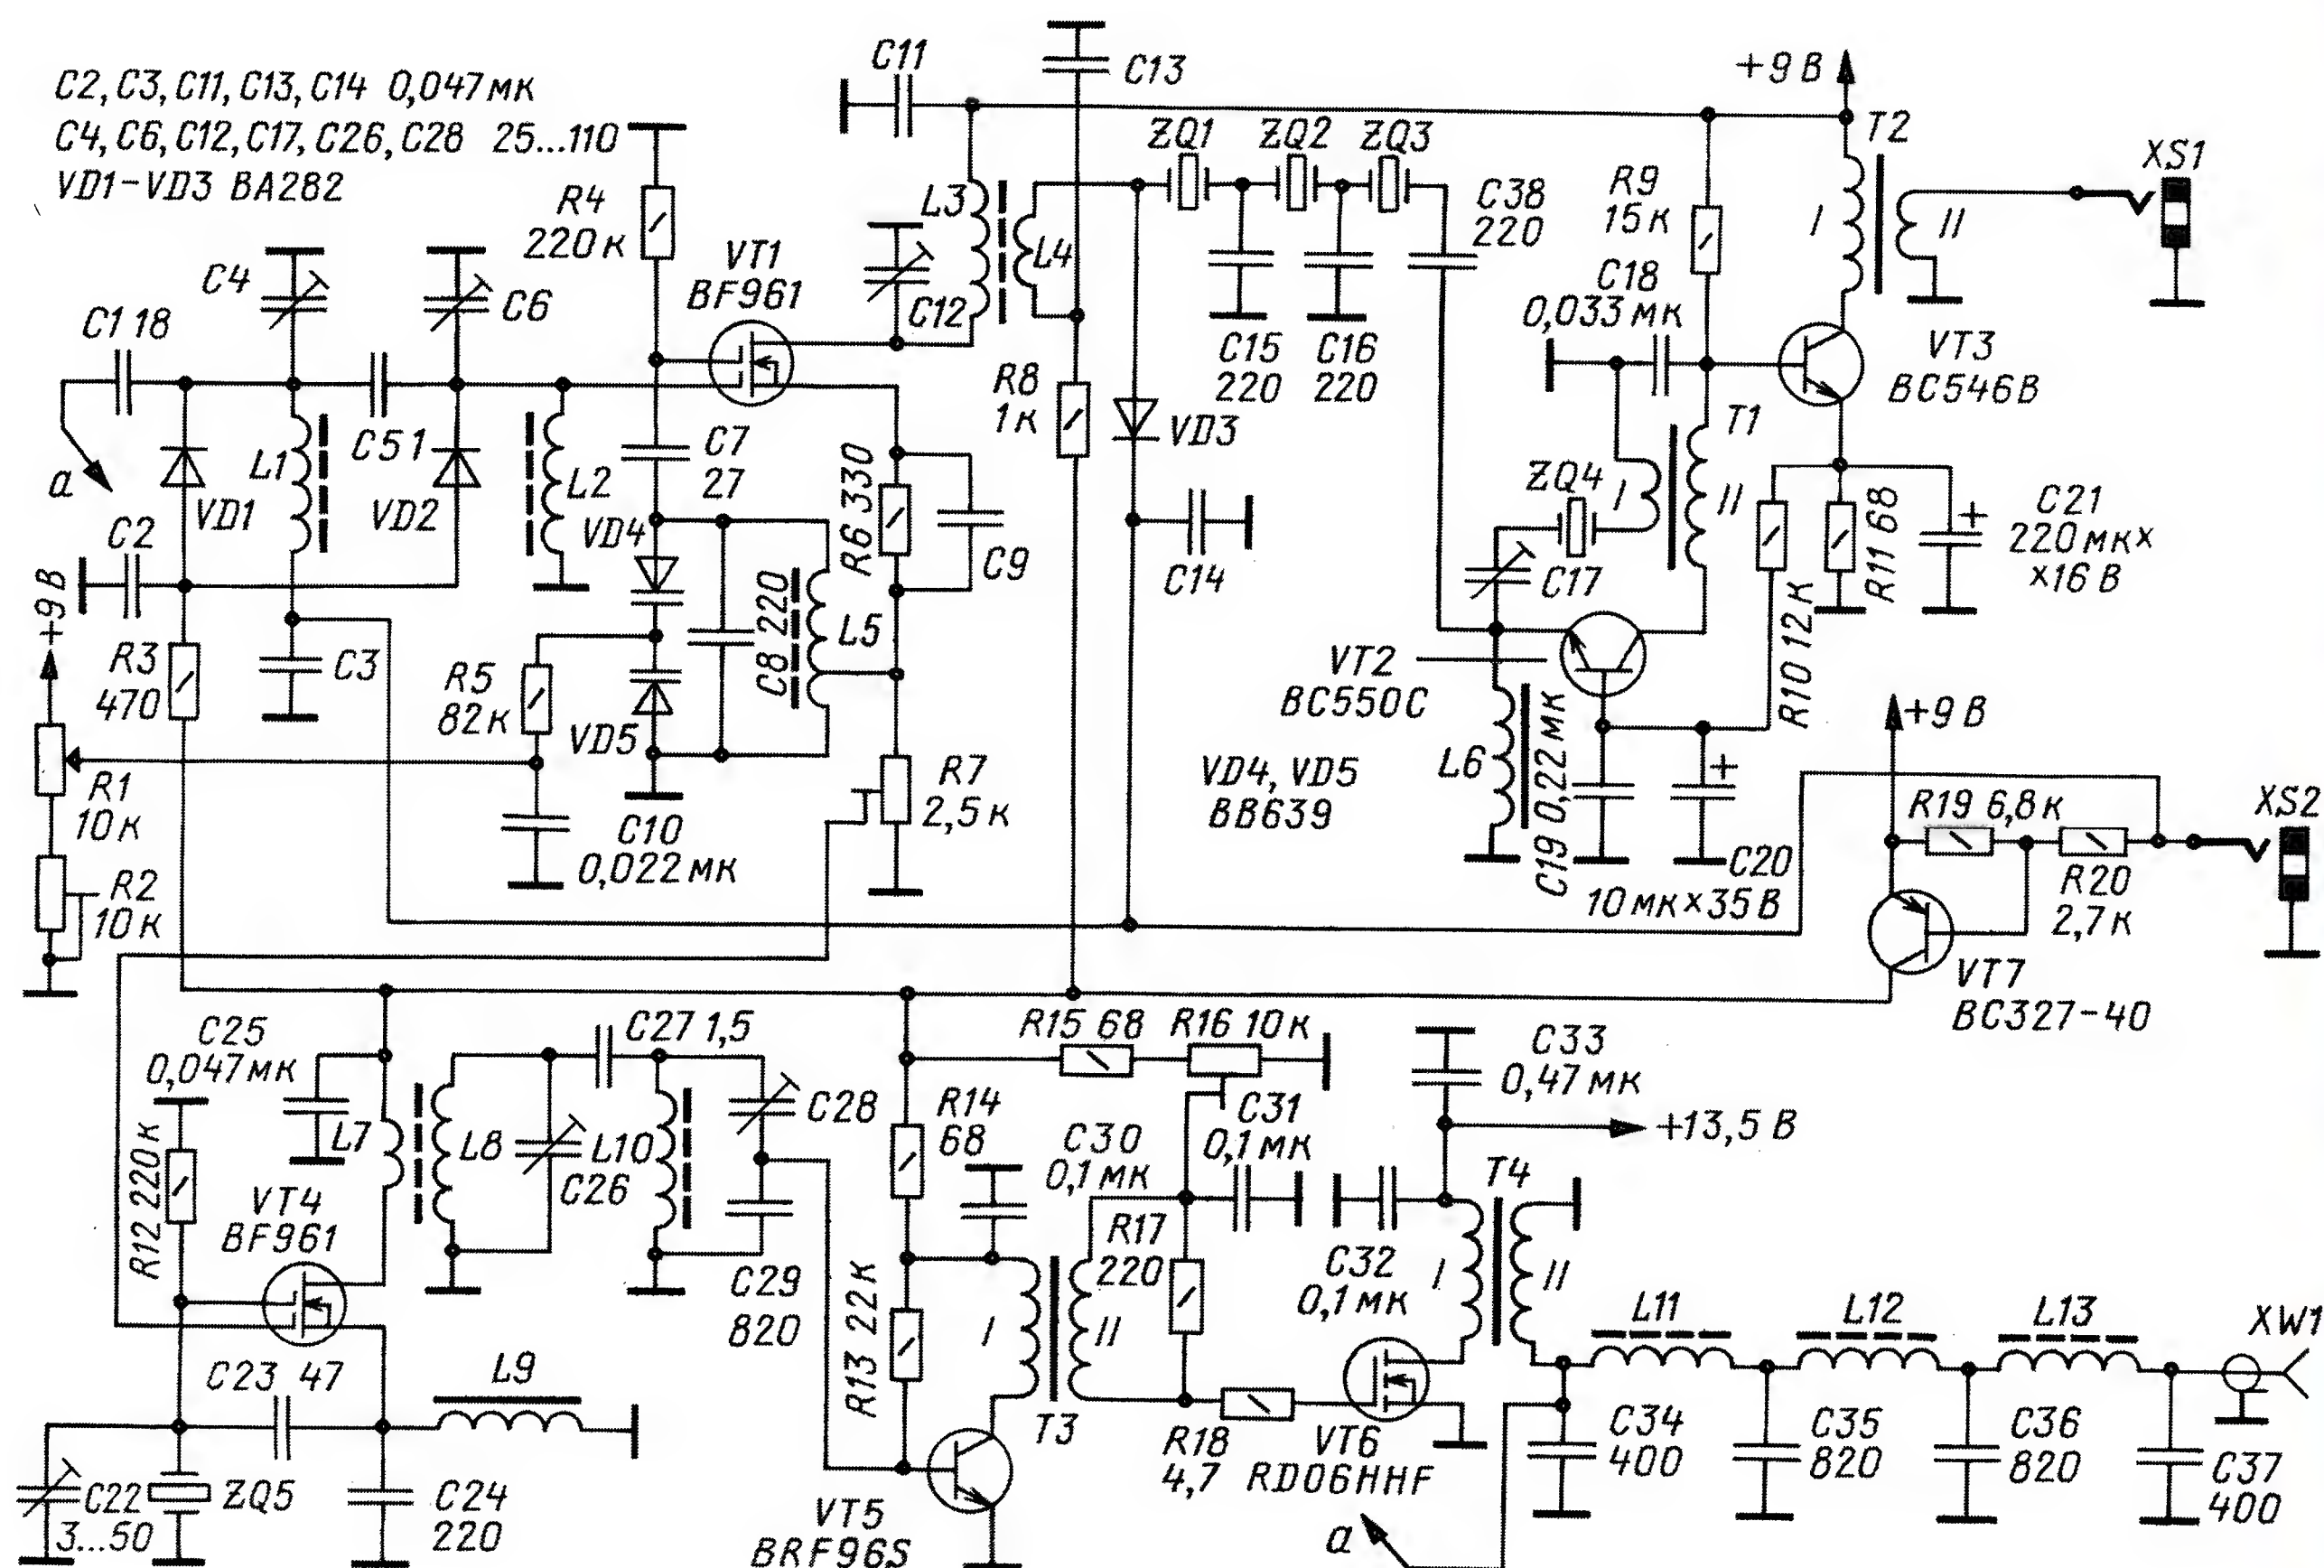 C2, C3, C11, C13, C14 0,047 мк
C4, C6, C12, C17, C26, C28 25...110
VD1-VD3 BA282
C11
C13
+9 В
T2
XS1
ZQ1
ZQ2
ZQ3
R4
220 к
VT1
BF961
L3
L4
C12
C38
220
R9
15 к
I
II
C18
0,033 мк
VT3
BC546B
C4
C6
C1 18
a
VD1
L1
C5 1
VD2
L2
C7
27
VD4
R6 330
C9
R8
1 к
VD3
C15
220
C16
220
T1
ZQ4
I
II
C17
R11 68
C21
220 мк×
×16 В
C2
+9 В
R3
470
C3
R5
82 к
VD5
C8 220
L5
C14
VT2
BC550C
R10 12 к
L6
C19 0,22 мк
VD4, VD5
BB639
+9 В
R1
10 к
R2
10 к
C10
0,022 мк
R7
2,5 к
C20
10 мк×35 В
R19 6,8 к
XS2
R20
2,7 к
VT7
BC327-40
C25
0,047 мк
C27 1,5
R15 68
R16 10 к
C33
0,47 мк
R12 220 к
L7
L8
C26
L10
C28
R14
68
C30
0,1 мк
C31
0,1 мк
+13,5 В
VT4
BF961
C29
820
R13 22 к
I
II
R17
220
C32
0,1 мк
T4
I
II
L11
L12
L13
XW1
C23 47
L9
T3
R18
4,7
VT6
RD06HHF
C34
400
C35
820
C36
820
C37
400
C22
3...50
ZQ5
C24
220
VT5
BRF96S
a